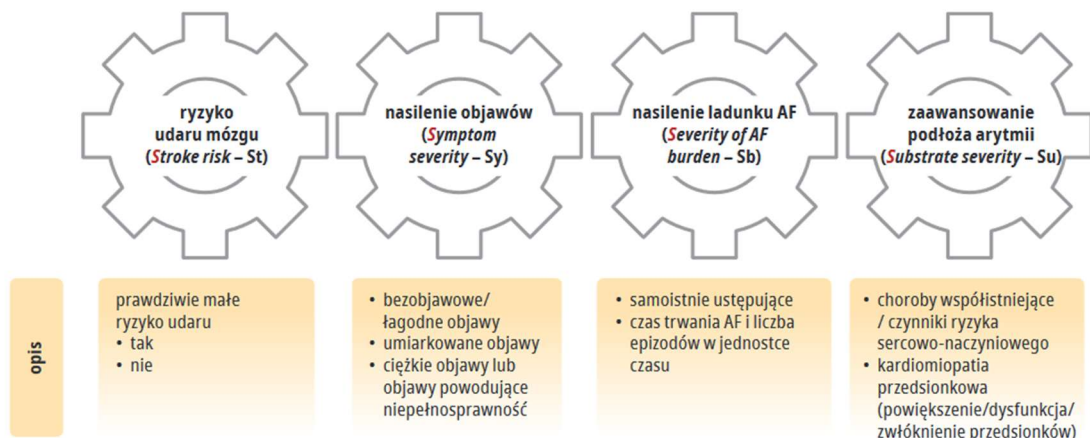 ryzyko
udaru mózgu
(Stroke risk – St)
nasilenie objawów
(Symptom
severity – Sy)
nasilenie ladunku AF
(Severity of AF
burden – Sb)
zaawansowanie
podłoża arytmii
(Substrate severity – Su)
opis
prawdziwie małe
ryzyko udaru
• tak
• nie
• bezobjawowe/
łagodne objawy
• umiarkowane objawy
• ciężkie objawy lub
objawy powodujące
niepełnosprawność
• samoistnie ustępujące
• czas trwania AF i liczba
epizodów w jednostce
czasu
• choroby współistniejące
/ czynniki ryzyka
sercowo-naczyniowego
• kardiomiopatia
przedsionkowa
(powiększenie/dysfunkcja/
zwłóknienie przedsionków)